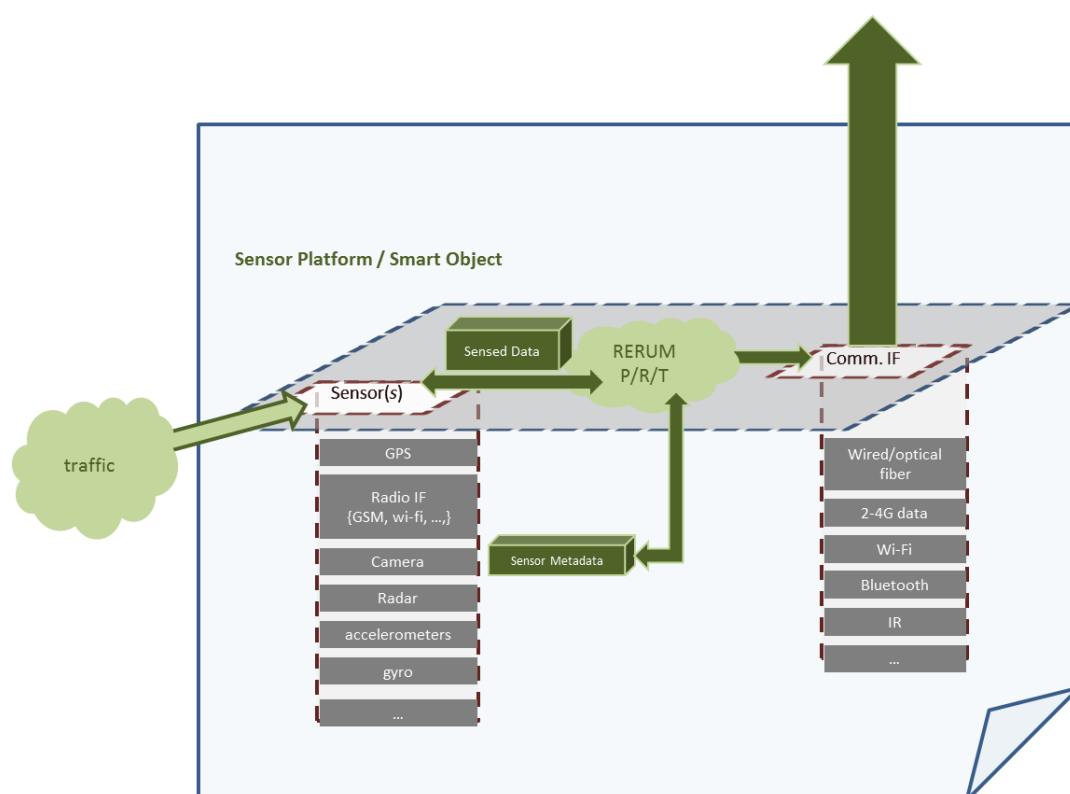 Sensor Platform / Smart Object
Sensed Data
RERUM
P/R/T
Comm. IF
Sensor(s)
traffic
GPS
Radio IF
{GSM, wi-fi, …,}
Camera
Radar
accelerometers
gyro
…
Sensor Metadata
Wired/optical
fiber
2-4G data
Wi-Fi
Bluetooth
IR
…